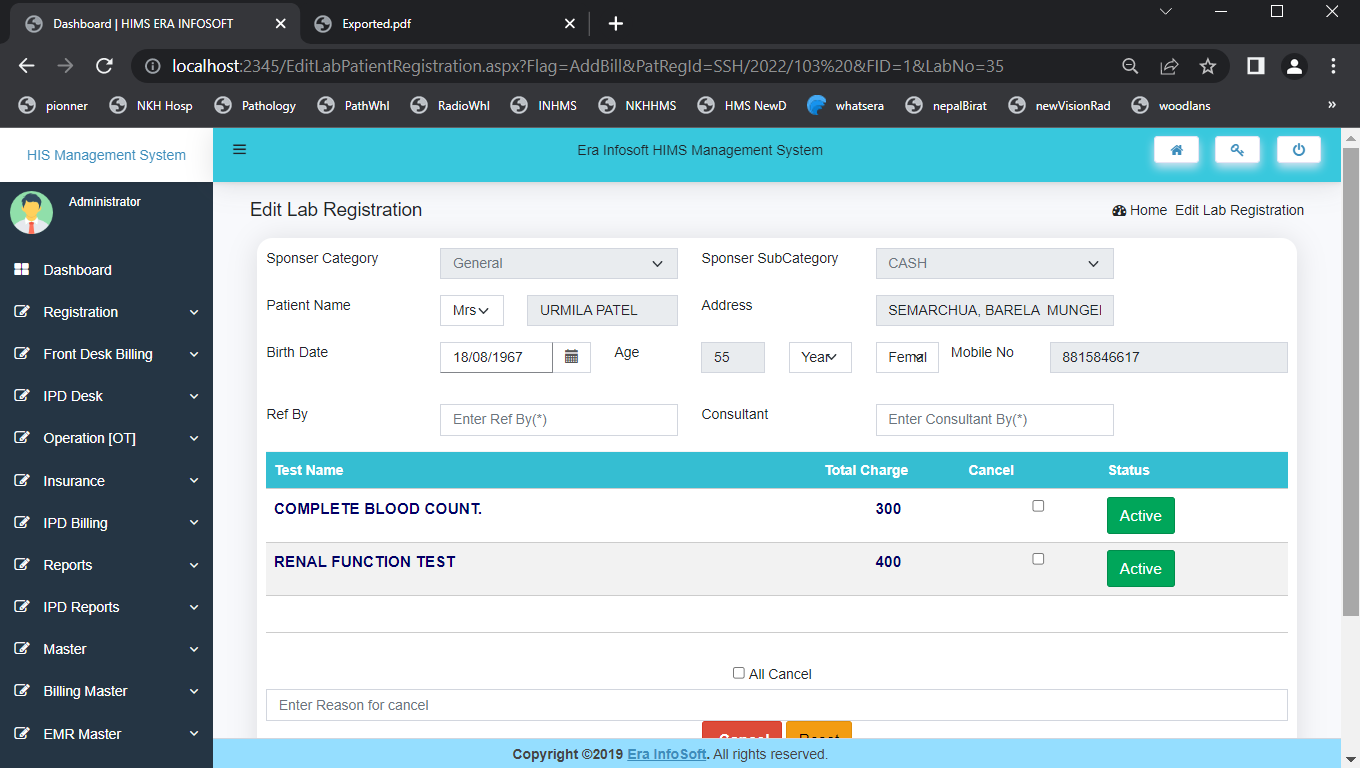 Dashboard | HIMS ERA INFOSOFT
Exported.pdf
localhost:2345/EditLabPatientRegistration.aspx?Flag=AddBill&PatRegId=SSH/2022/103%20&FID=1&LabNo=35
pionner NKH Hosp Pathology PathWhl RadioWhl INHMS NKHHMS HMS NewD whatsera nepalBirat newVisionRad woodlans »
HIS Management System
Era Infosoft HIMS Management System
Administrator
Dashboard
Registration
Front Desk Billing
IPD Desk
Operation [OT]
Insurance
IPD Billing
Reports
IPD Reports
Master
Billing Master
EMR Master
Edit Lab Registration
Home Edit Lab Registration
Sponser Category General Sponser SubCategory CASH
Patient Name Mrs URMILA PATEL Address SEMARCHUA, BARELA MUNGEI
Birth Date 18/08/1967 Age 55 Year Femal Mobile No 8815846617
Ref By Enter Ref By(*) Consultant Enter Consultant By(*)
Test Name Total Charge Cancel Status
COMPLETE BLOOD COUNT. 300 Active
RENAL FUNCTION TEST 400 Active
All Cancel
Enter Reason for cancel
Cancel Reset
Copyright ©2019 Era InfoSoft. All rights reserved.